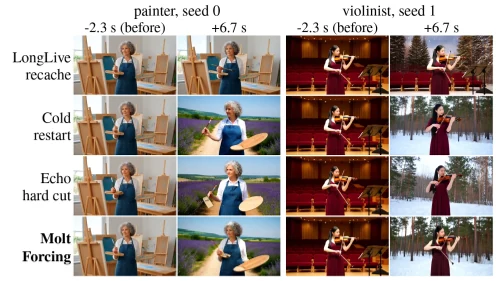 painter, seed 0 violinist, seed 1
-2.3 s (before) +6.7 s -2.3 s (before) +6.7 s
LongLive
recache
Cold
restart
Echo
hard cut
Molt
Forcing